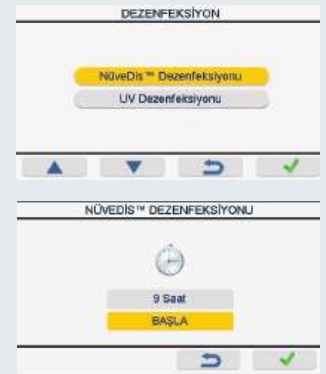 DEZENFEKSİYON
NüveDis™ Dezenfeksiyonu
UV Dezenfeksiyonu
NÜVEDİS™ DEZENFEKSİYONU
9 Saat
BAŞLA